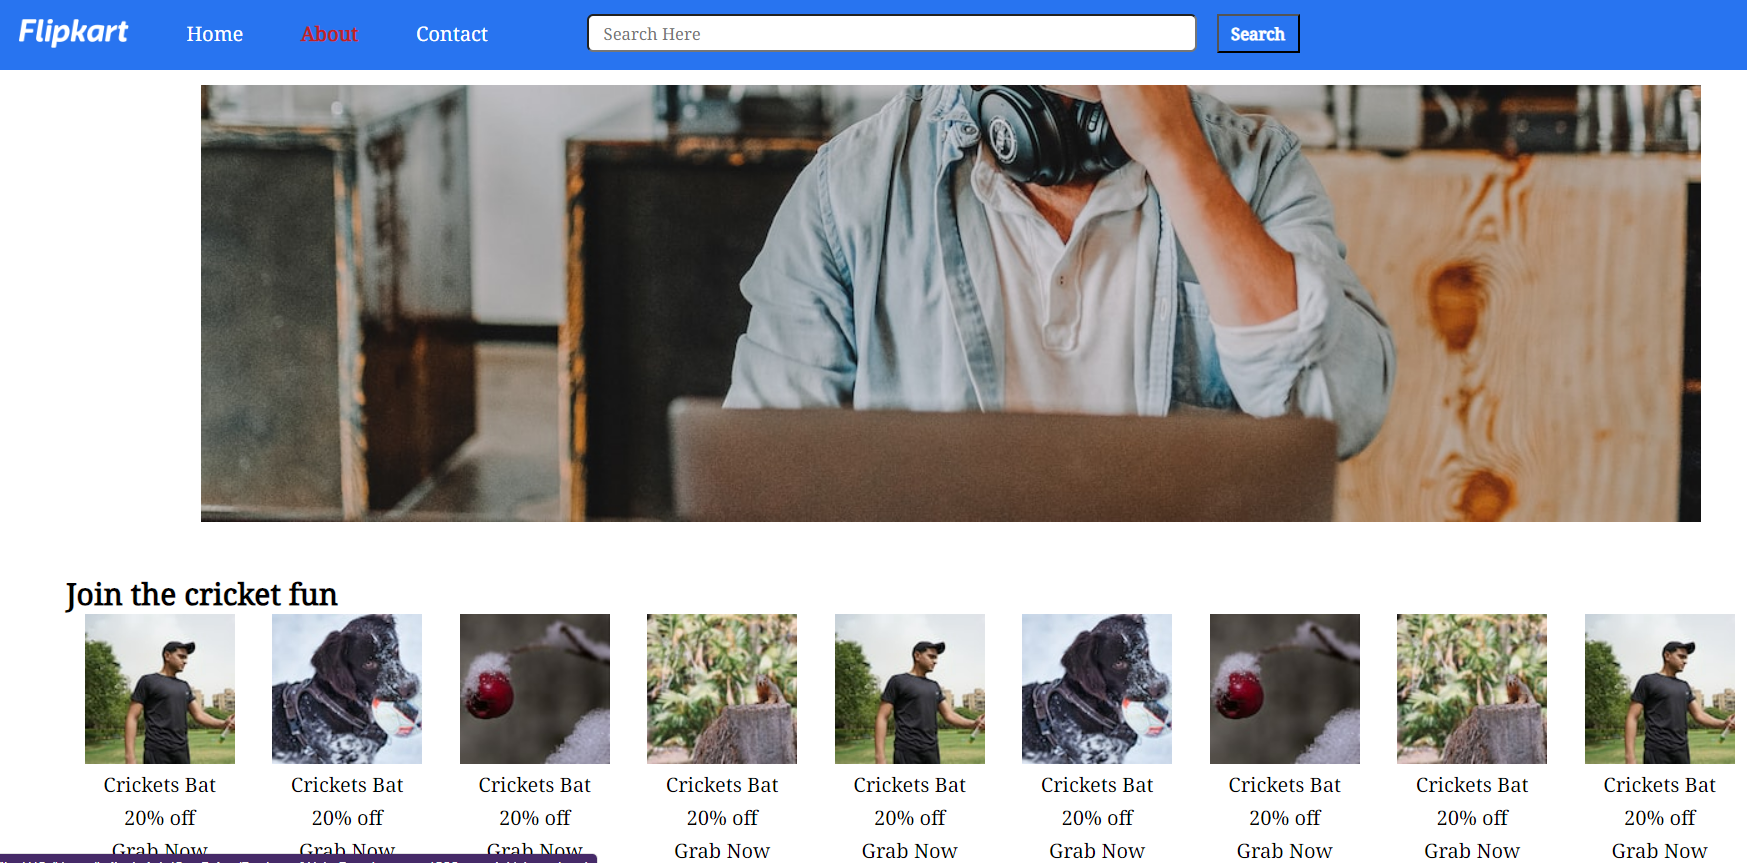 Flipkart Home About Contact Search Here Search
Join the cricket fun
Crickets Bat Crickets Bat Crickets Bat Crickets Bat Crickets Bat Crickets Bat Crickets Bat Crickets Bat Crickets Bat
20% off 20% off 20% off 20% off 20% off 20% off 20% off 20% off 20% off
Grab Now Grab Now Grab Now Grab Now Grab Now Grab Now Grab Now Grab Now Grab Now